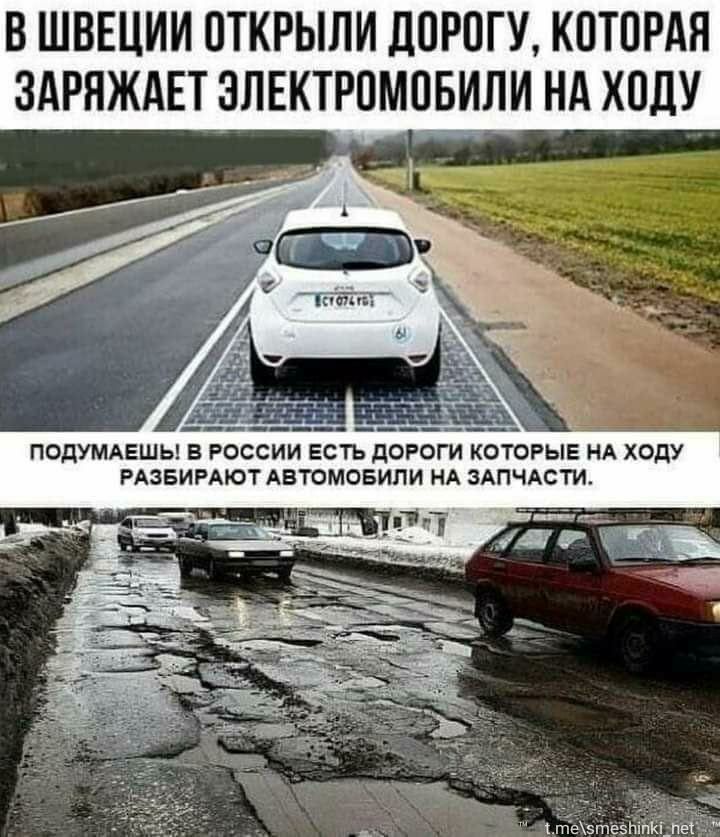 В ШВЕЦИИ ОТКРЫЛИ ДОРОГУ, КОТОРАЯ
ЗАРЯЖАЕТ ЭЛЕКТРОМОБИЛИ НА ХОДУ
ПОДУМАЕШЬ! В РОССИИ ЕСТЬ ДОРОГИ КОТОРЫЕ НА ХОДУ
РАЗБИРАЮТ АВТОМОБИЛИ НА ЗАПЧАСТИ.
t.me\smeshinki_net